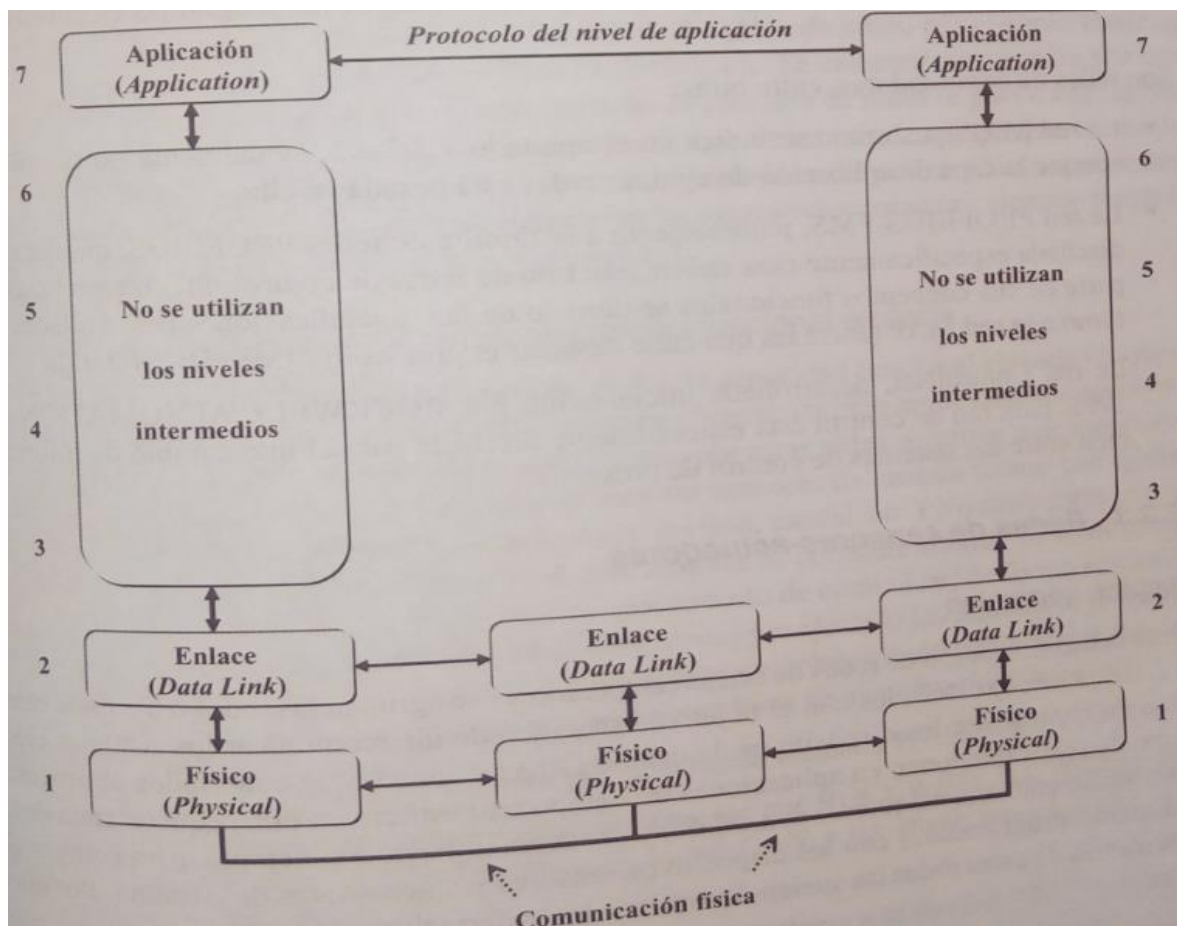 Protocolo del nivel de aplicación
7
Aplicación
(Application)
Aplicación
(Application)
7
6
5
4
3
No se utilizan
los niveles
intermedios
No se utilizan
los niveles
intermedios
6
5
4
3
2
Enlace
(Data Link)
Enlace
(Data Link)
Enlace
(Data Link)
2
1
Físico
(Physical)
Físico
(Physical)
Físico
(Physical)
1
Comunicación física